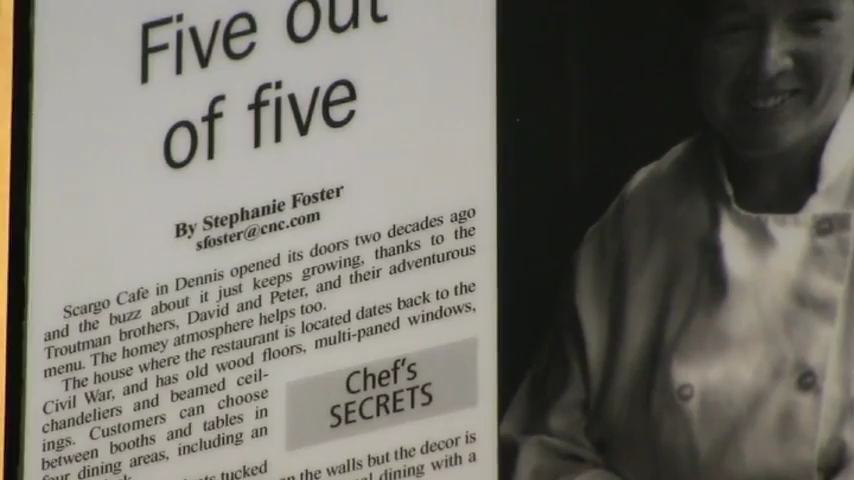 Five out
of five
By Stephanie Foster
sfoster@cnc.com
Scargo Cafe in Dennis opened its doors two decades ago
and the buzz about it just keeps growing, thanks to the
Troutman brothers, David and Peter, and their adventurous
menu. The homey atmosphere helps too.
The house where the restaurant is located dates back to the
Civil War, and has old wood floors, multi-paned windows,
chandeliers and beamed ceil-
ings. Customers can choose
between booths and tables in
four dining areas, including an
Chef's
SECRETS
tucked
on the walls but the decor is
dining with a